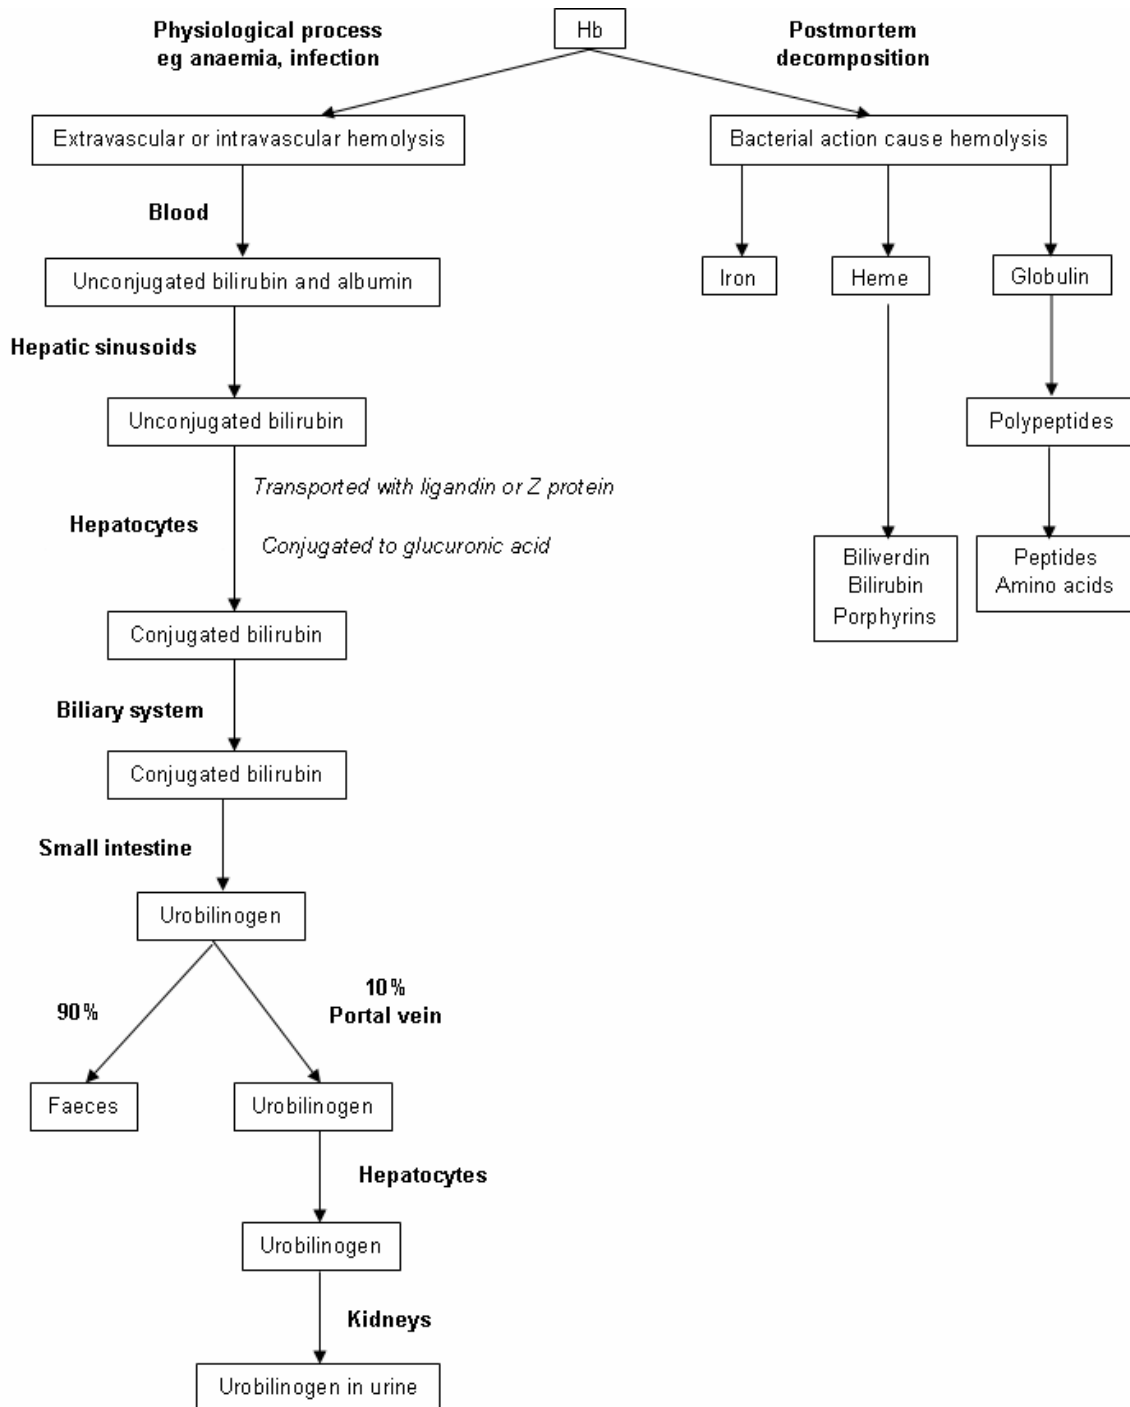 Physiological process
eg anaemia, infection
Hb
Postmortem
decomposition
Extravascular or intravascular hemolysis
Bacterial action cause hemolysis
Blood
Unconjugated bilirubin and albumin
Iron
Heme
Globulin
Hepatic sinusoids
Unconjugated bilirubin
Polypeptides
Transported with ligandin or Z protein
Hepatocytes
Conjugated to glucuronic acid
Biliverdin
Bilirubin
Porphyrins
Peptides
Amino acids
Conjugated bilirubin
Biliary system
Conjugated bilirubin
Small intestine
Urobilinogen
90%
10%
Portal vein
Faeces
Urobilinogen
Hepatocytes
Urobilinogen
Kidneys
Urobilinogen in urine